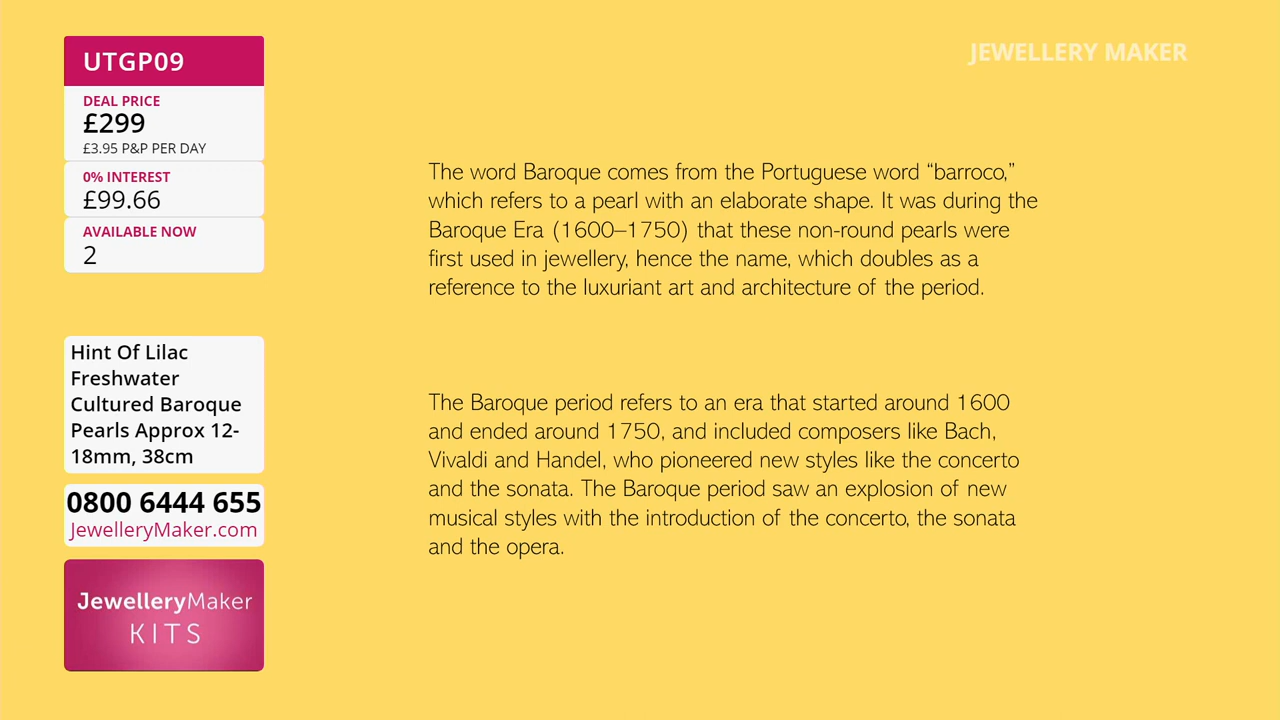 UTGP09
DEAL PRICE
£299
£3.95 P&P PER DAY
0% INTEREST
£99.66
AVAILABLE NOW
2
Hint Of Lilac
Freshwater
Cultured Baroque
Pearls Approx 12-
18mm, 38cm
0800 6444 655
JewelleryMaker.com
JewelleryMaker
KITS
JEWELLERY MAKER
The word Baroque comes from the Portuguese word “barroco,”
which refers to a pearl with an elaborate shape. It was during the
Baroque Era (1600–1750) that these non-round pearls were
first used in jewellery, hence the name, which doubles as a
reference to the luxuriant art and architecture of the period.
The Baroque period refers to an era that started around 1600
and ended around 1750, and included composers like Bach,
Vivaldi and Handel, who pioneered new styles like the concerto
and the sonata. The Baroque period saw an explosion of new
musical styles with the introduction of the concerto, the sonata
and the opera.